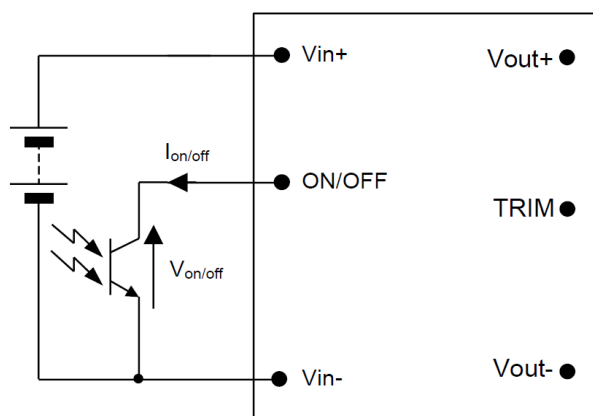 Vin+
Vout+
Ion/off
ON/OFF
TRIM
Von/off
Vin-
Vout-